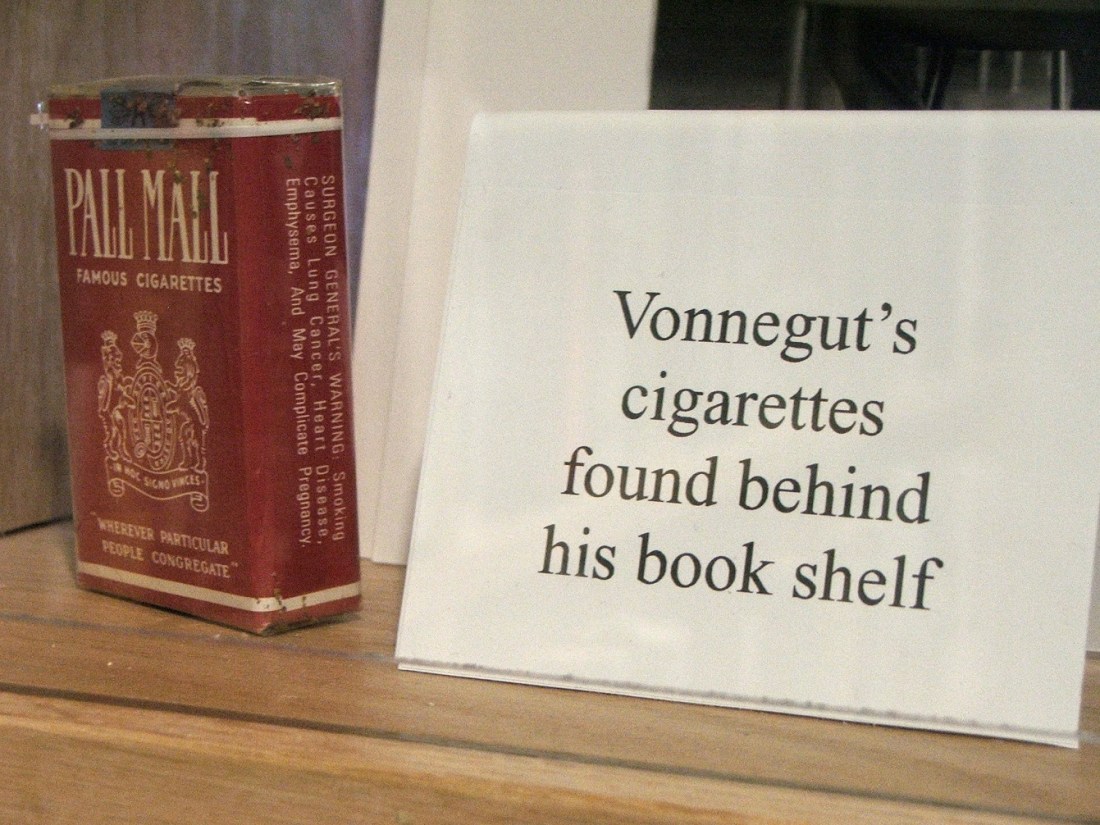 PALL MALL
FAMOUS CIGARETTES
IN HOC SIGNO VINCES
"WHEREVER PARTICULAR
PEOPLE CONGREGATE"
SURGEON GENERAL'S WARNING: Smoking
Causes Lung Cancer, Heart Disease,
Emphysema, And May Complicate Pregnancy.
Vonnegut's
cigarettes
found behind
his book shelf